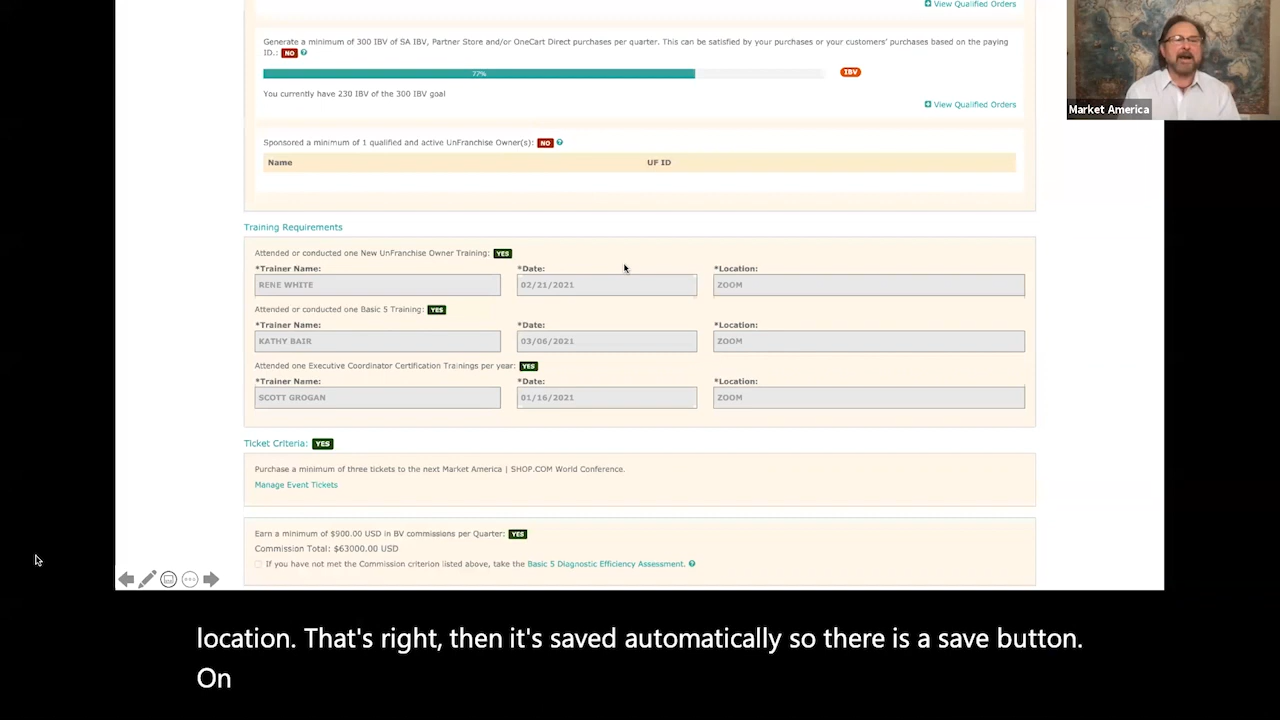 View Qualified Orders
Generate a minimum of 300 IBV of SA IBV, Partner Store and/or OneCart Direct purchases per quarter. This can be satisfied by your purchases or your customers' purchases based on the paying
ID.: NO
77%
IBV
You currently have 230 IBV of the 300 IBV goal
View Qualified Orders
Sponsored a minimum of 1 qualified and active UnFranchise Owner(s): NO
Name UF ID
Training Requirements
Attended or conducted one New UnFranchise Owner Training: YES
*Trainer Name: *Date: *Location:
RENE WHITE 02/21/2021 ZOOM
Attended or conducted one Basic 5 Training: YES
*Trainer Name: *Date: *Location:
KATHY BAIR 03/06/2021 ZOOM
Attended one Executive Coordinator Certification Trainings per year: YES
*Trainer Name: *Date: *Location:
SCOTT GROGAN 01/16/2021 ZOOM
Ticket Criteria: YES
Purchase a minimum of three tickets to the next Market America | SHOP.COM World Conference.
Manage Event Tickets
Earn a minimum of $900.00 USD in BV commissions per Quarter: YES
Commission Total: $63000.00 USD
If you have not met the Commission criterion listed above, take the Basic 5 Diagnostic Efficiency Assessment.
Market America
location. That's right, then it's saved automatically so there is a save button.
On